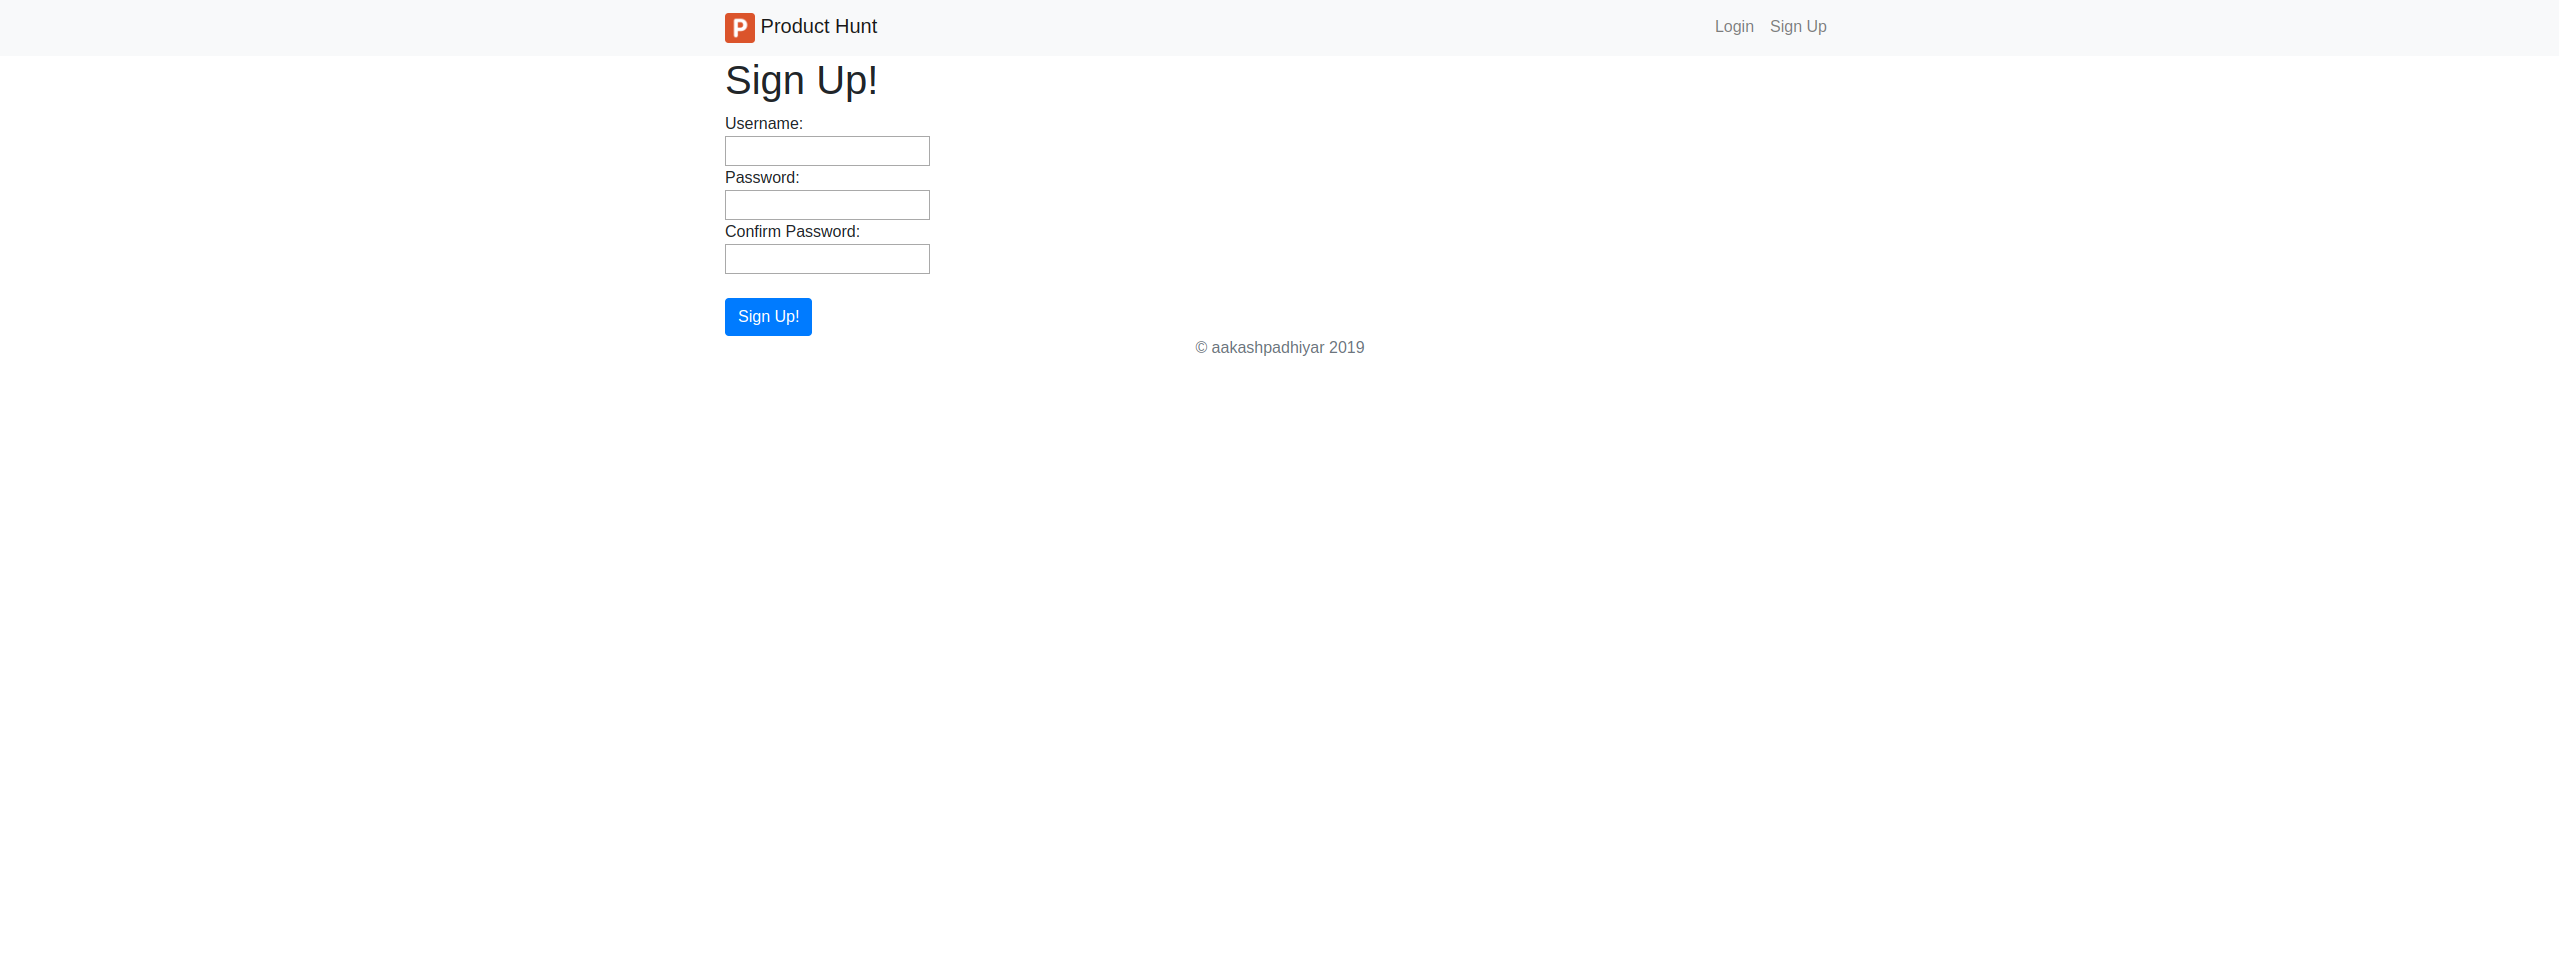 Product Hunt
Login Sign Up
Sign Up!
Username:
Password:
Confirm Password:
Sign Up!
© aakashpadhiyar 2019